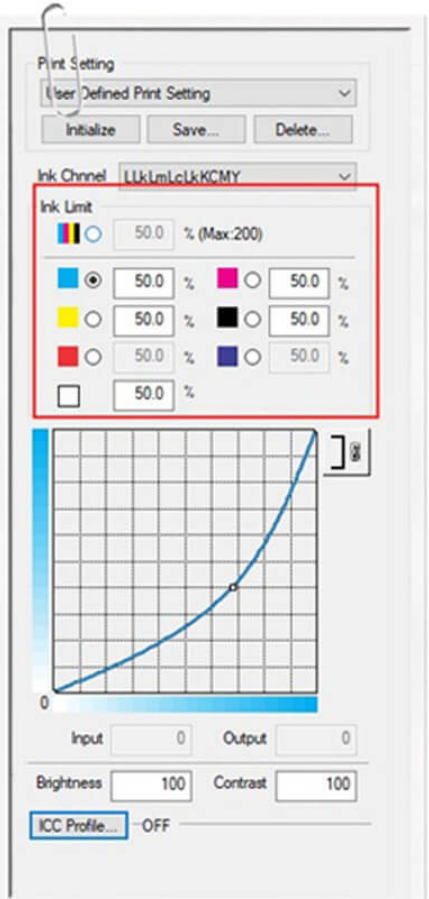 Print Setting
User Defined Print Setting
Initialize Save... Delete...
Ink Chnnel LLkLmLcLkKCMY
Ink Limit
50.0 % (Max:200)
50.0 % 50.0 %
50.0 % 50.0 %
50.0 % 50.0 %
50.0 %
0
Input 0 Output 0
Brightness 100 Contrast 100
ICC Profile... OFF